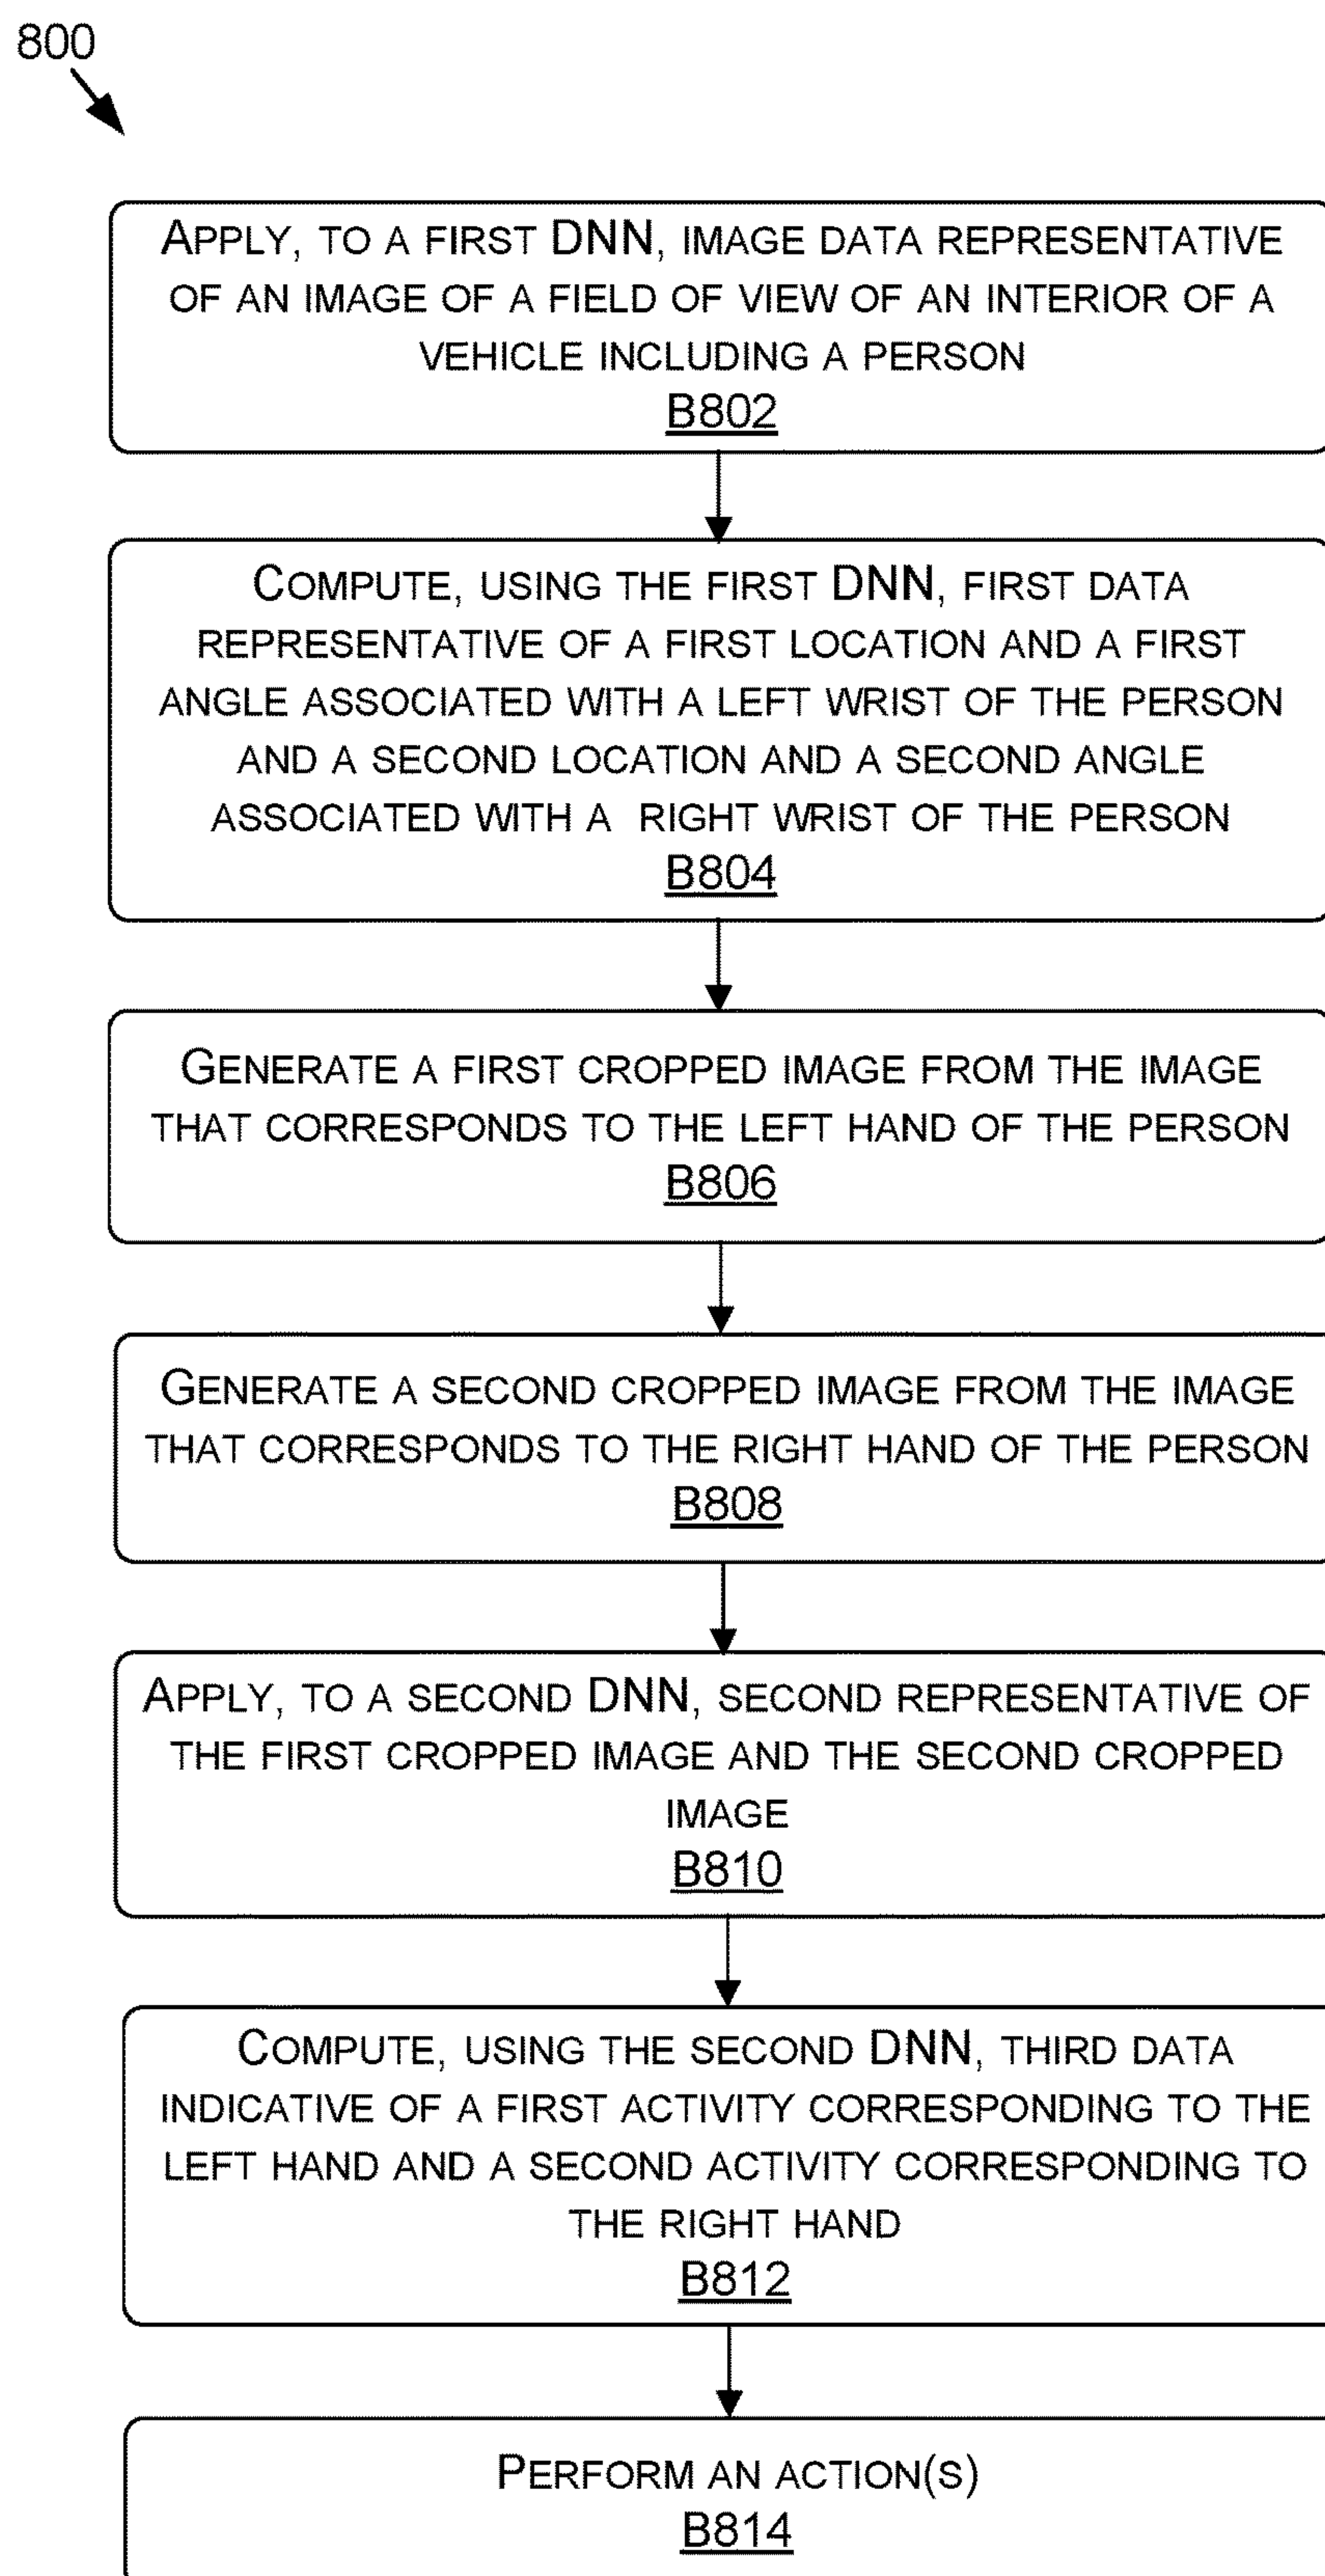 800
APPLY, TO A FIRST DNN, IMAGE DATA REPRESENTATIVE
OF AN IMAGE OF A FIELD OF VIEW OF AN INTERIOR OF A
VEHICLE INCLUDING A PERSON
B802
COMPUTE, USING THE FIRST DNN, FIRST DATA
REPRESENTATIVE OF A FIRST LOCATION AND A FIRST
ANGLE ASSOCIATED WITH A LEFT WRIST OF THE PERSON
AND A SECOND LOCATION AND A SECOND ANGLE
ASSOCIATED WITH A RIGHT WRIST OF THE PERSON
B804
GENERATE A FIRST CROPPED IMAGE FROM THE IMAGE
THAT CORRESPONDS TO THE LEFT HAND OF THE PERSON
B806
GENERATE A SECOND CROPPED IMAGE FROM THE IMAGE
THAT CORRESPONDS TO THE RIGHT HAND OF THE PERSON
B808
APPLY, TO A SECOND DNN, SECOND REPRESENTATIVE OF
THE FIRST CROPPED IMAGE AND THE SECOND CROPPED
IMAGE
B810
COMPUTE, USING THE SECOND DNN, THIRD DATA
INDICATIVE OF A FIRST ACTIVITY CORRESPONDING TO THE
LEFT HAND AND A SECOND ACTIVITY CORRESPONDING TO
THE RIGHT HAND
B812
PERFORM AN ACTION(S)
B814